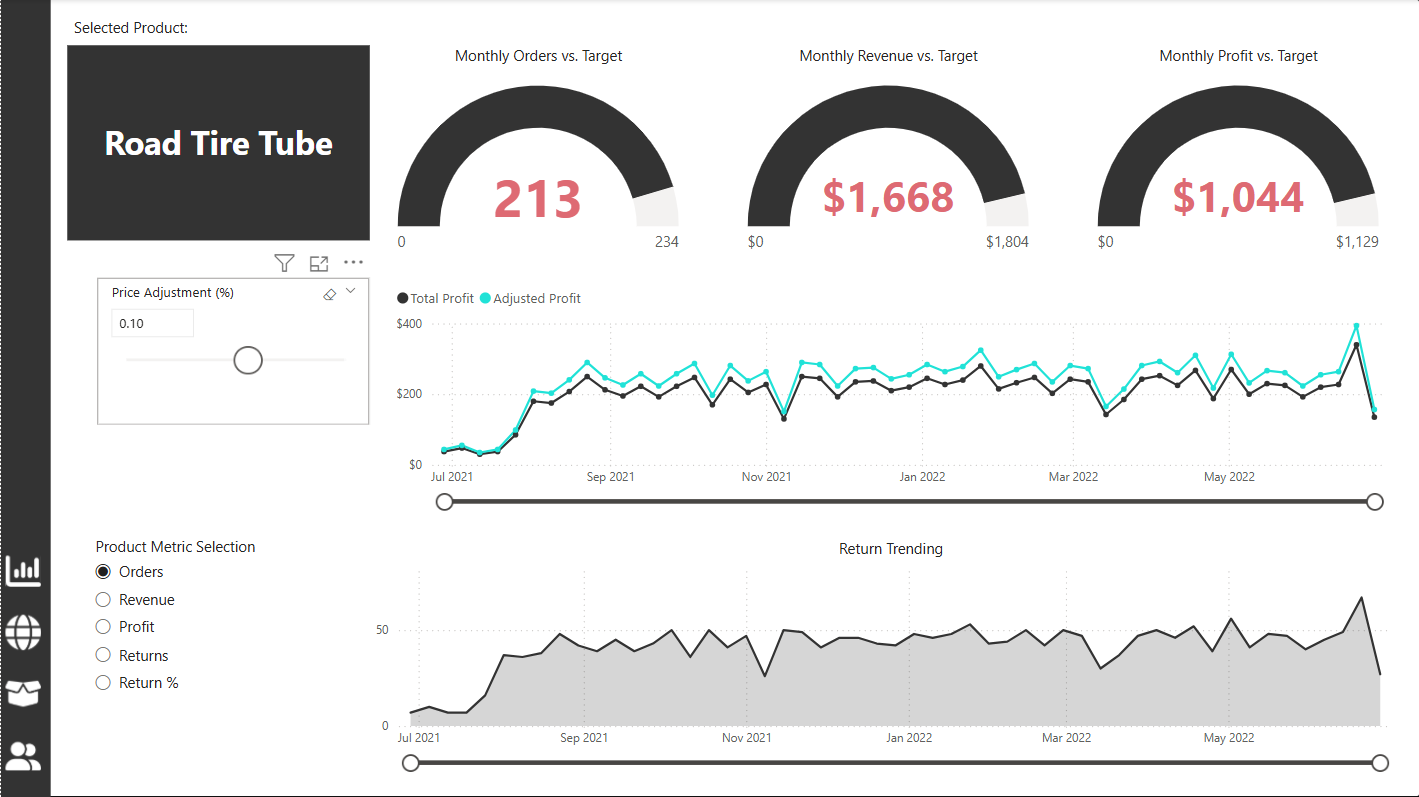 Selected Product:
Road Tire Tube
Monthly Orders vs. Target
213
0
234
Monthly Revenue vs. Target
$1,668
$0
$1,804
Monthly Profit vs. Target
$1,044
$0
$1,129
Price Adjustment (%)
0.10
Total Profit Adjusted Profit
$400
$200
$0
Jul 2021 Sep 2021 Nov 2021 Jan 2022 Mar 2022 May 2022
Product Metric Selection
Orders
Revenue
Profit
Returns
Return %
Return Trending
50
0
Jul 2021 Sep 2021 Nov 2021 Jan 2022 Mar 2022 May 2022